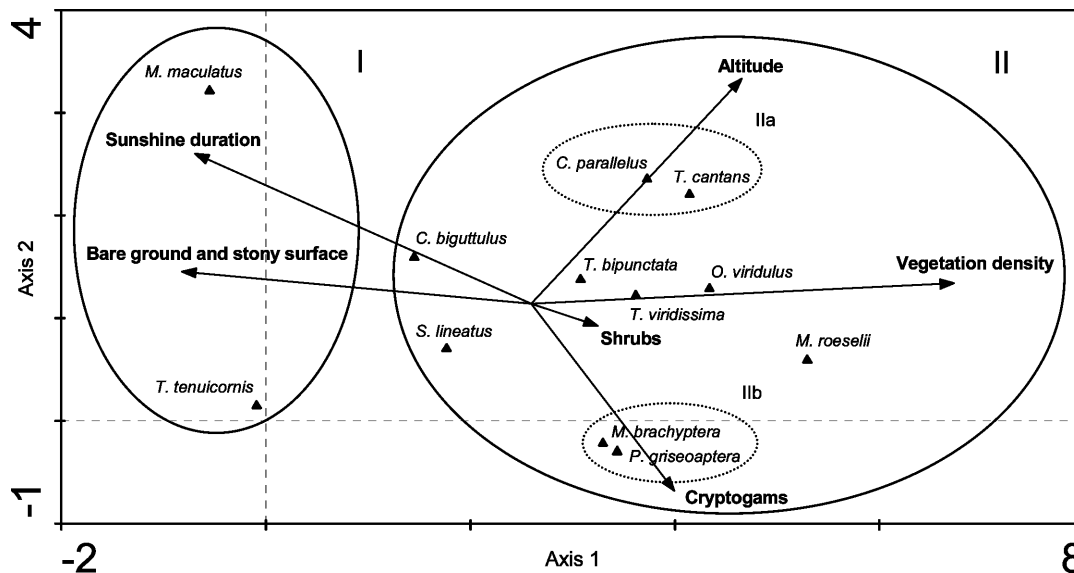 4
I
II
M. maculatus
Altitude
IIa
Sunshine duration
C. parallelus
T. cantans
C. biguttulus
Bare ground and stony surface
T. bipunctata
O. viridulus
Vegetation density
Axis 2
T. viridissima
S. lineatus
Shrubs
M. roeselii
T. tenuicornis
IIb
M. brachyptera
P. griseoaptera
Cryptogams
-1
-2
Axis 1
8